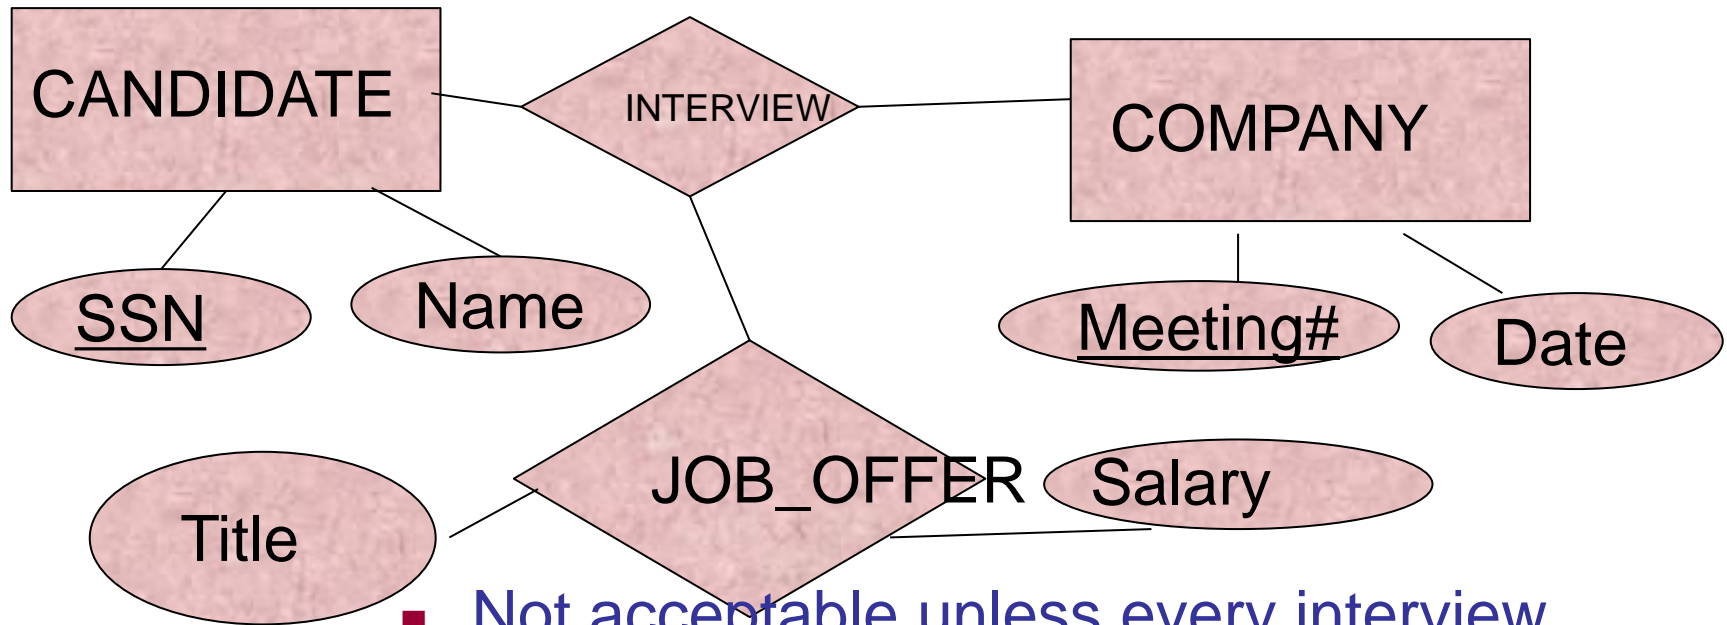 CANDIDATE
INTERVIEW
COMPANY
SSN
Name
Meeting#
Date
JOB_OFFER
Salary
Title
Not acceptable unless every interview